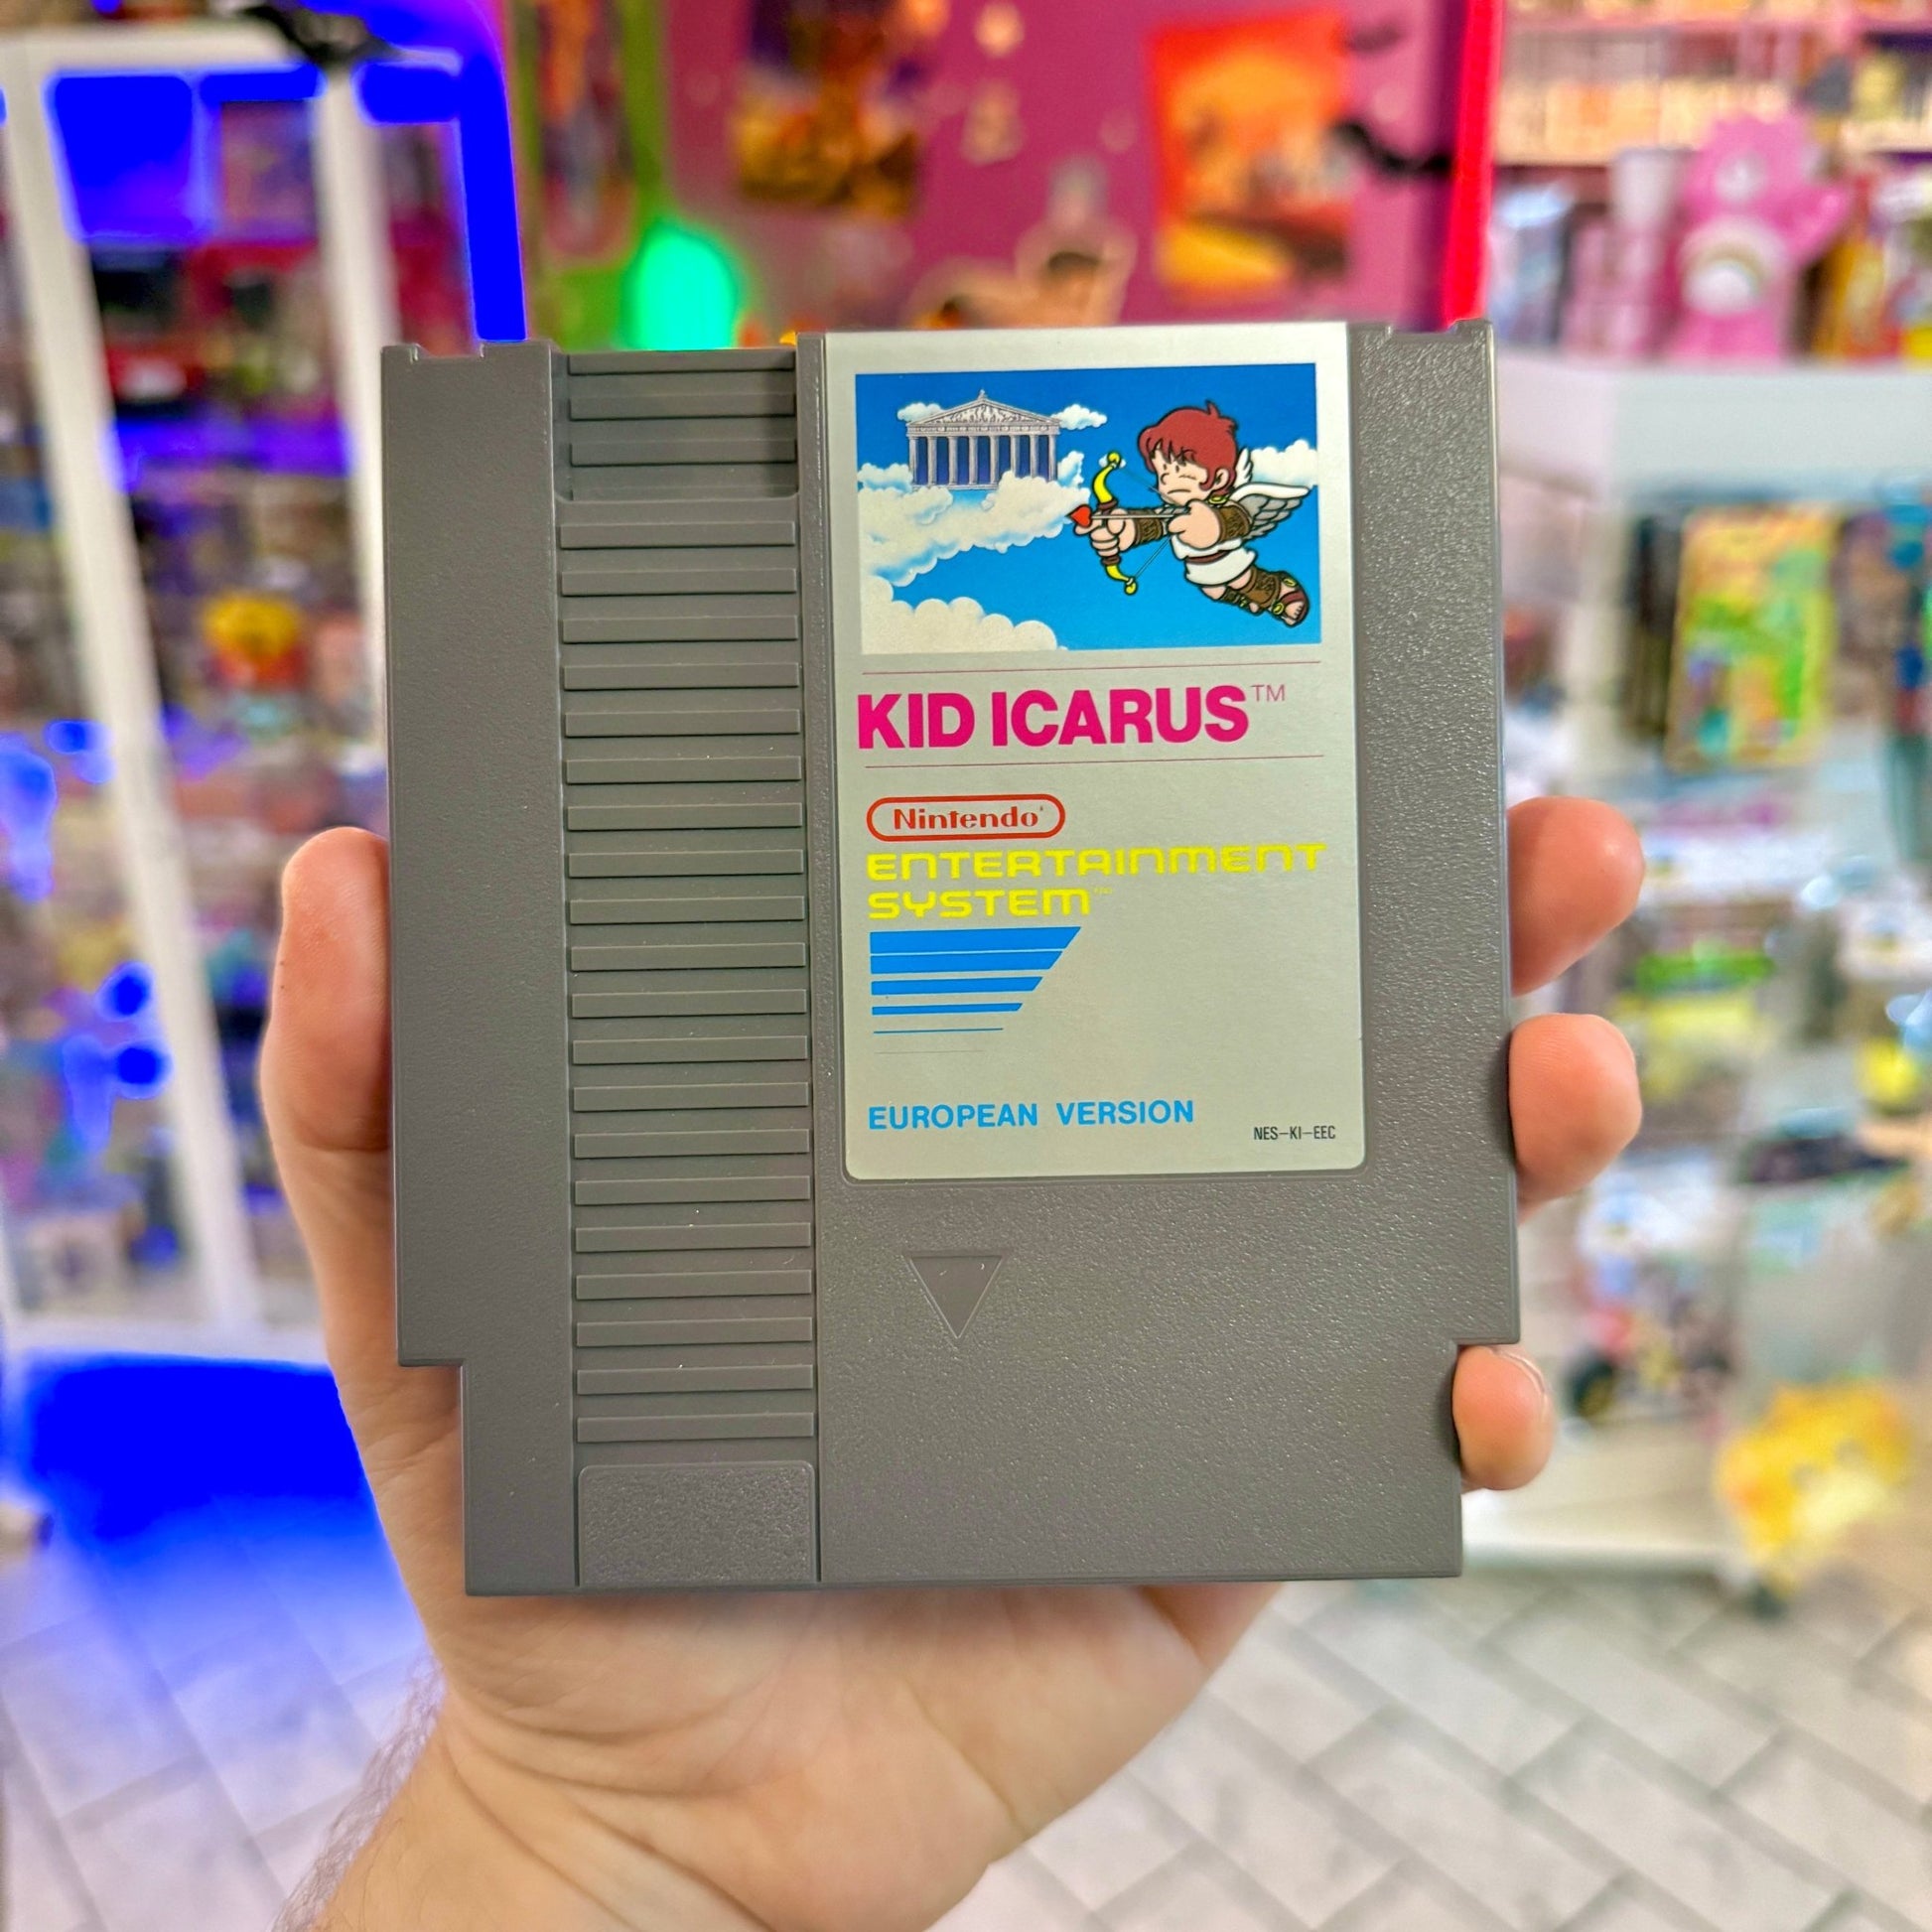 KID ICARUS™
Nintendo®
ENTERTAINMENT
SYSTEM™
EUROPEAN VERSION
NES-KI-EEC